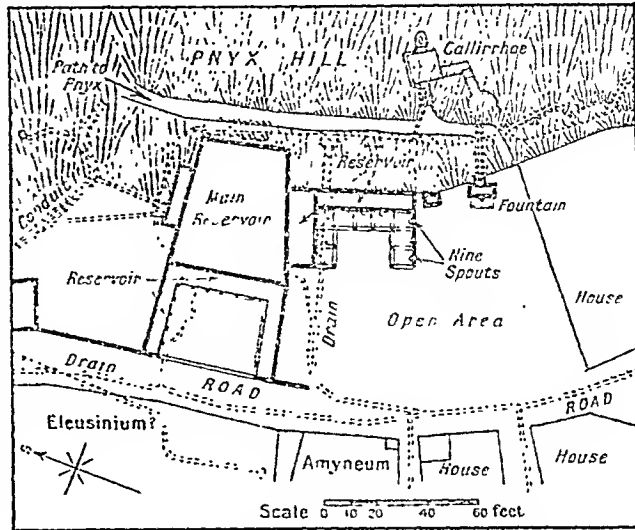 PNYX HILL
Callirrhoe
Path to
Pnyx
Reservoir
Main
Reservoir
Conduit
Fountain
Nine
Spouts
Reservoir
House
Drain
Open Area
Drain
ROAD
ROAD
Eleusinium?
Amyneum
House
House
Scale 0 10 20 40 60 feet